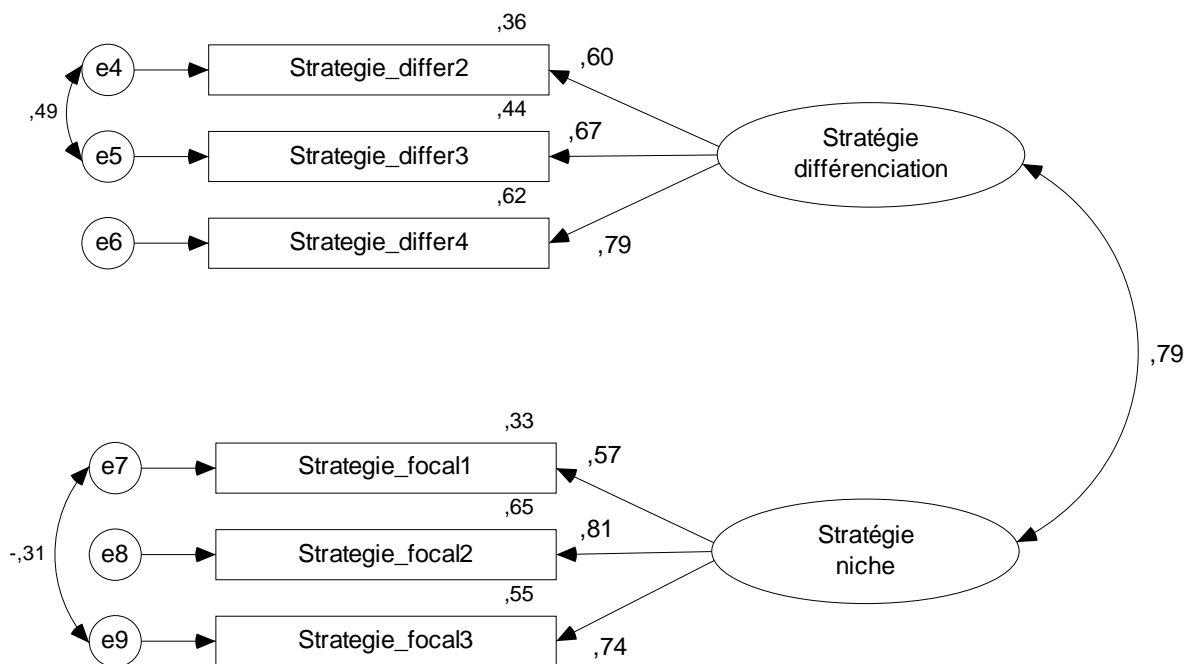 ,36
e4
Strategie_differ2
,60
,49
,44
e5
Strategie_differ3
,67
Stratégie
différenciation
,62
e6
Strategie_differ4
,79
,79
,33
e7
Strategie_focal1
,57
-,31
,65
e8
Strategie_focal2
,81
Stratégie
niche
,55
e9
Strategie_focal3
,74